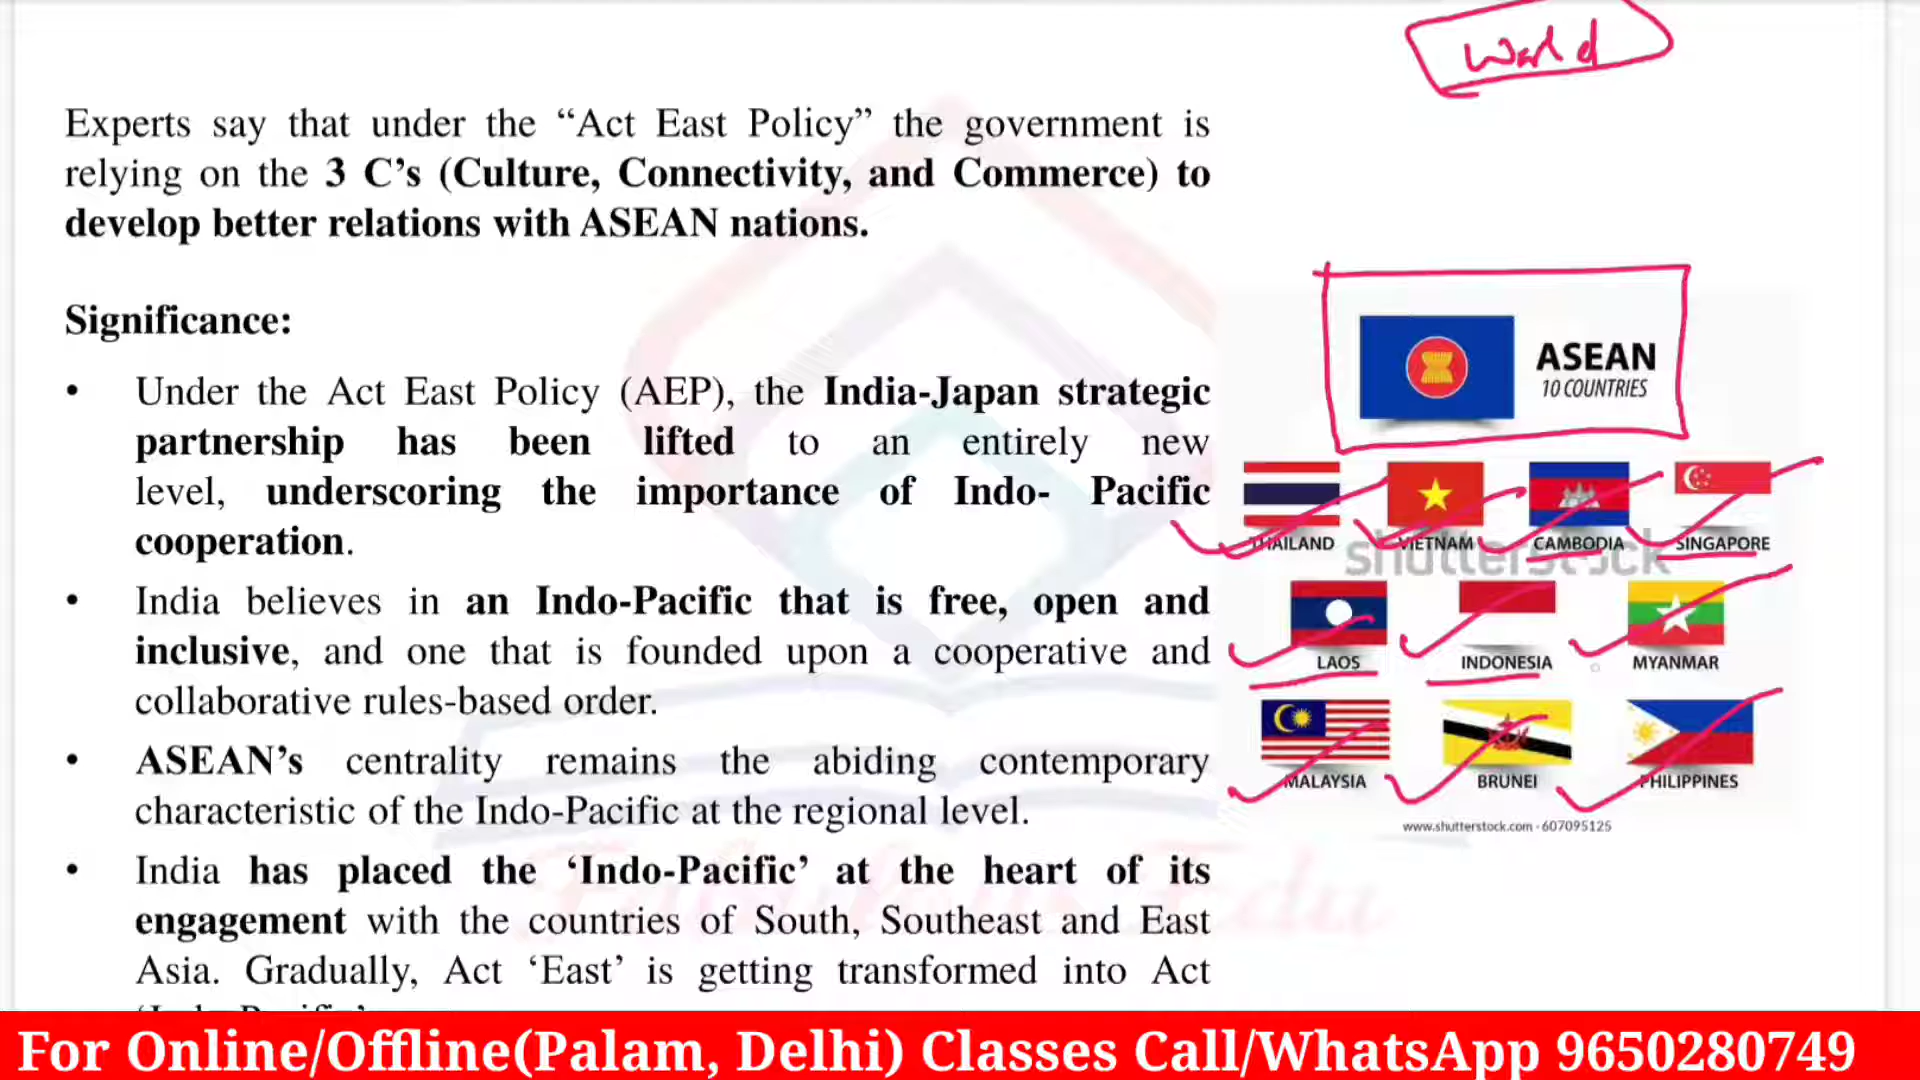 World
Experts say that under the “Act East Policy” the government is
relying on the 3 C’s (Culture, Connectivity, and Commerce) to
develop better relations with ASEAN nations.
Significance:
• Under the Act East Policy (AEP), the India-Japan strategic
partnership has been lifted to an entirely new
level, underscoring the importance of Indo- Pacific
cooperation.
• India believes in an Indo-Pacific that is free, open and
inclusive, and one that is founded upon a cooperative and
collaborative rules-based order.
• ASEAN’s centrality remains the abiding contemporary
characteristic of the Indo-Pacific at the regional level.
• India has placed the ‘Indo-Pacific’ at the heart of its
engagement with the countries of South, Southeast and East
Asia. Gradually, Act ‘East’ is getting transformed into Act
ASEAN
10 COUNTRIES
THAILAND VIETNAM CAMBODIA SINGAPORE
shutterstock
LAOS INDONESIA MYANMAR
MALAYSIA BRUNEI PHILIPPINES
www.shutterstock.com · 607095125
Edu
For Online/Offline(Palam, Delhi) Classes Call/WhatsApp 9650280749